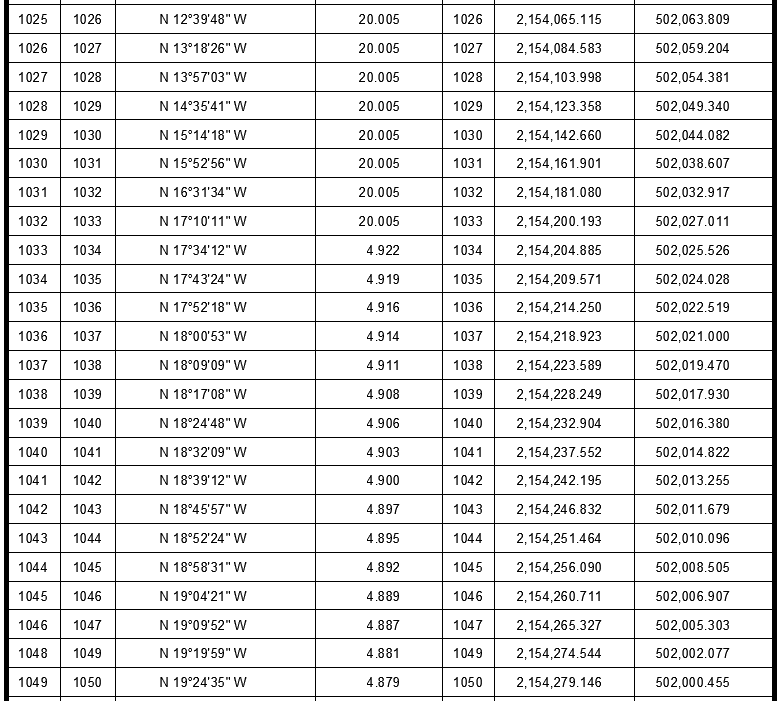 1025 1026 N 12°39'48" W 20.005 1026 2,154,065.115 502,063.809
1026 1027 N 13°18'26" W 20.005 1027 2,154,084.583 502,059.204
1027 1028 N 13°57'03" W 20.005 1028 2,154,103.998 502,054.381
1028 1029 N 14°35'41" W 20.005 1029 2,154,123.358 502,049.340
1029 1030 N 15°14'18" W 20.005 1030 2,154,142.660 502,044.082
1030 1031 N 15°52'56" W 20.005 1031 2,154,161.901 502,038.607
1031 1032 N 16°31'34" W 20.005 1032 2,154,181.080 502,032.917
1032 1033 N 17°10'11" W 20.005 1033 2,154,200.193 502,027.011
1033 1034 N 17°34'12" W 4.922 1034 2,154,204.885 502,025.526
1034 1035 N 17°43'24" W 4.919 1035 2,154,209.571 502,024.028
1035 1036 N 17°52'18" W 4.916 1036 2,154,214.250 502,022.519
1036 1037 N 18°00'53" W 4.914 1037 2,154,218.923 502,021.000
1037 1038 N 18°09'09" W 4.911 1038 2,154,223.589 502,019.470
1038 1039 N 18°17'08" W 4.908 1039 2,154,228.249 502,017.930
1039 1040 N 18°24'48" W 4.906 1040 2,154,232.904 502,016.380
1040 1041 N 18°32'09" W 4.903 1041 2,154,237.552 502,014.822
1041 1042 N 18°39'12" W 4.900 1042 2,154,242.195 502,013.255
1042 1043 N 18°45'57" W 4.897 1043 2,154,246.832 502,011.679
1043 1044 N 18°52'24" W 4.895 1044 2,154,251.464 502,010.096
1044 1045 N 18°58'31" W 4.892 1045 2,154,256.090 502,008.505
1045 1046 N 19°04'21" W 4.889 1046 2,154,260.711 502,006.907
1046 1047 N 19°09'52" W 4.887 1047 2,154,265.327 502,005.303
1048 1049 N 19°19'59" W 4.881 1049 2,154,274.544 502,002.077
1049 1050 N 19°24'35" W 4.879 1050 2,154,279.146 502,000.455